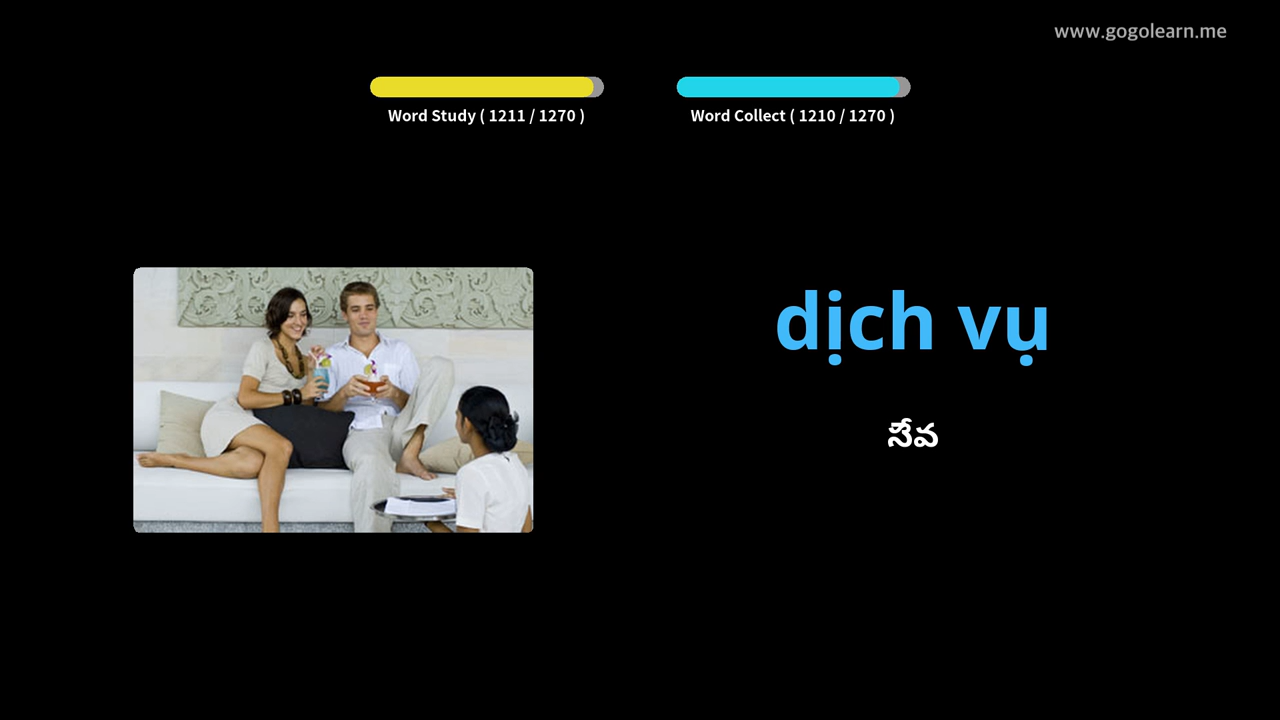 www.gogolearn.me
Word Study ( 1211 / 1270 )
Word Collect ( 1210 / 1270 )
dịch vụ
సేవ